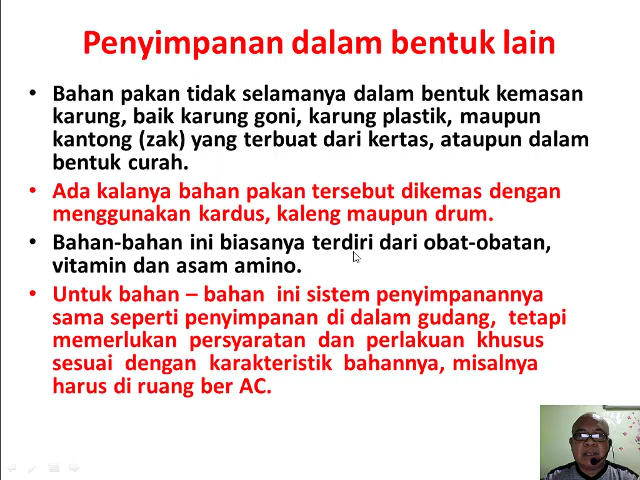 Penyimpanan dalam bentuk lain
• Bahan pakan tidak selamanya dalam bentuk kemasan
karung, baik karung goni, karung plastik, maupun
kantong (zak) yang terbuat dari kertas, ataupun dalam
bentuk curah.
• Ada kalanya bahan pakan tersebut dikemas dengan
menggunakan kardus, kaleng maupun drum.
• Bahan-bahan ini biasanya terdiri dari obat-obatan,
vitamin dan asam amino.
• Untuk bahan – bahan ini sistem penyimpanannya
sama seperti penyimpanan di dalam gudang, tetapi
memerlukan persyaratan dan perlakuan khusus
sesuai dengan karakteristik bahannya, misalnya
harus di ruang ber AC.